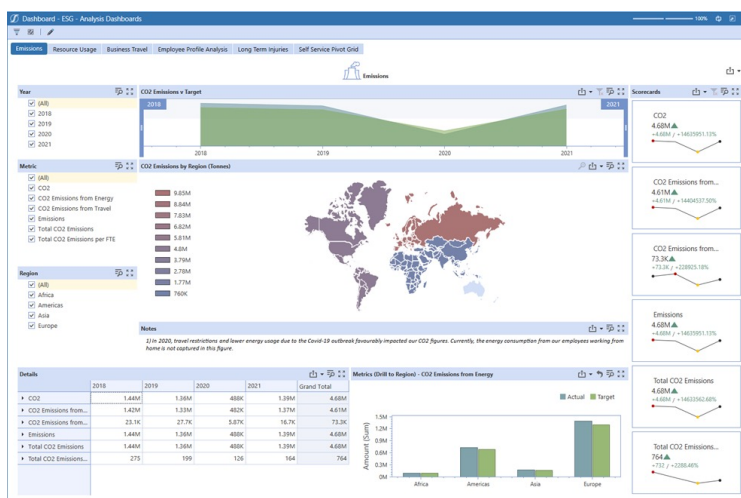 Dashboard - ESG - Analysis Dashboards
100%
Emissions
Resource Usage
Business Travel
Employee Profile Analysis
Long Term Injuries
Self Service Pivot Grid
Emissions
Year
(All)
2018
2019
2020
2021
Metric
(All)
CO2
CO2 Emissions from Energy
CO2 Emissions from Travel
Emissions
Total CO2 Emissions
Total CO2 Emissions per FTE
Region
(All)
Africa
Americas
Asia
Europe
CO2 Emissions v Target
2018
2021
2018 2019 2020 2021
CO2 Emissions by Region (Tonnes)
9.85M
8.84M
7.83M
6.82M
5.81M
4.8M
3.79M
2.78M
1.77M
760K
Notes
1) In 2020, travel restrictions and lower energy usage due to the Covid-19 outbreak favourably impacted our CO2 figures. Currently, the energy consumption from our employees working from
home is not captured in this figure.
Scorecards
CO2
4.68M
+4.68M / +14635951.13%
CO2 Emissions from...
4.61M
+4.61M / +14404537.50%
CO2 Emissions from...
73.3K
+73.3K / +228925.18%
Emissions
4.68M
+4.68M / +14635951.13%
Total CO2 Emissions
4.68M
+4.68M / +14633562.68%
Total CO2 Emissions...
764
+732 / +2288.46%
Details
2018 2019 2020 2021 Grand Total
CO2 1.44M 1.36M 488K 1.39M 4.68M
CO2 Emissions from... 1.42M 1.33M 482K 1.37M 4.61M
CO2 Emissions from... 23.1K 27.7K 5.87K 16.7K 73.3K
Emissions 1.44M 1.36M 488K 1.39M 4.68M
Total CO2 Emissions 1.44M 1.36M 488K 1.39M 4.68M
Total CO2 Emissions... 275 199 126 164 764
Metrics (Drill to Region) - CO2 Emissions from Energy
Actual Target
Amount (Sum)
1.5M
1.2M
0.9M
0.6M
0.3M
0M
Africa Americas Asia Europe